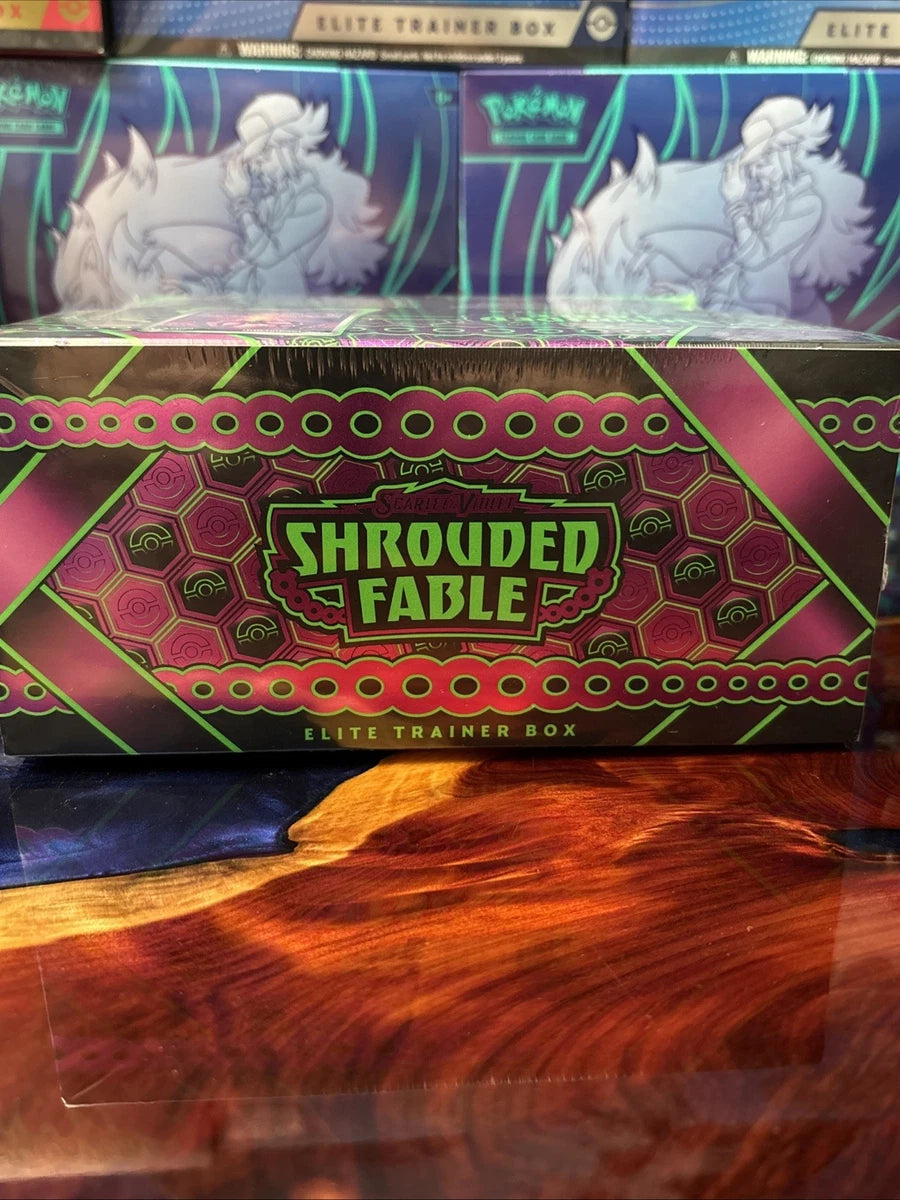 ELITE TRAINER BOX
ELITE
WARNING:
WARNING:
POKÉMON
POKÉMON
SCARLET & VIOLET
SHROUDED
FABLE
ELITE TRAINER BOX